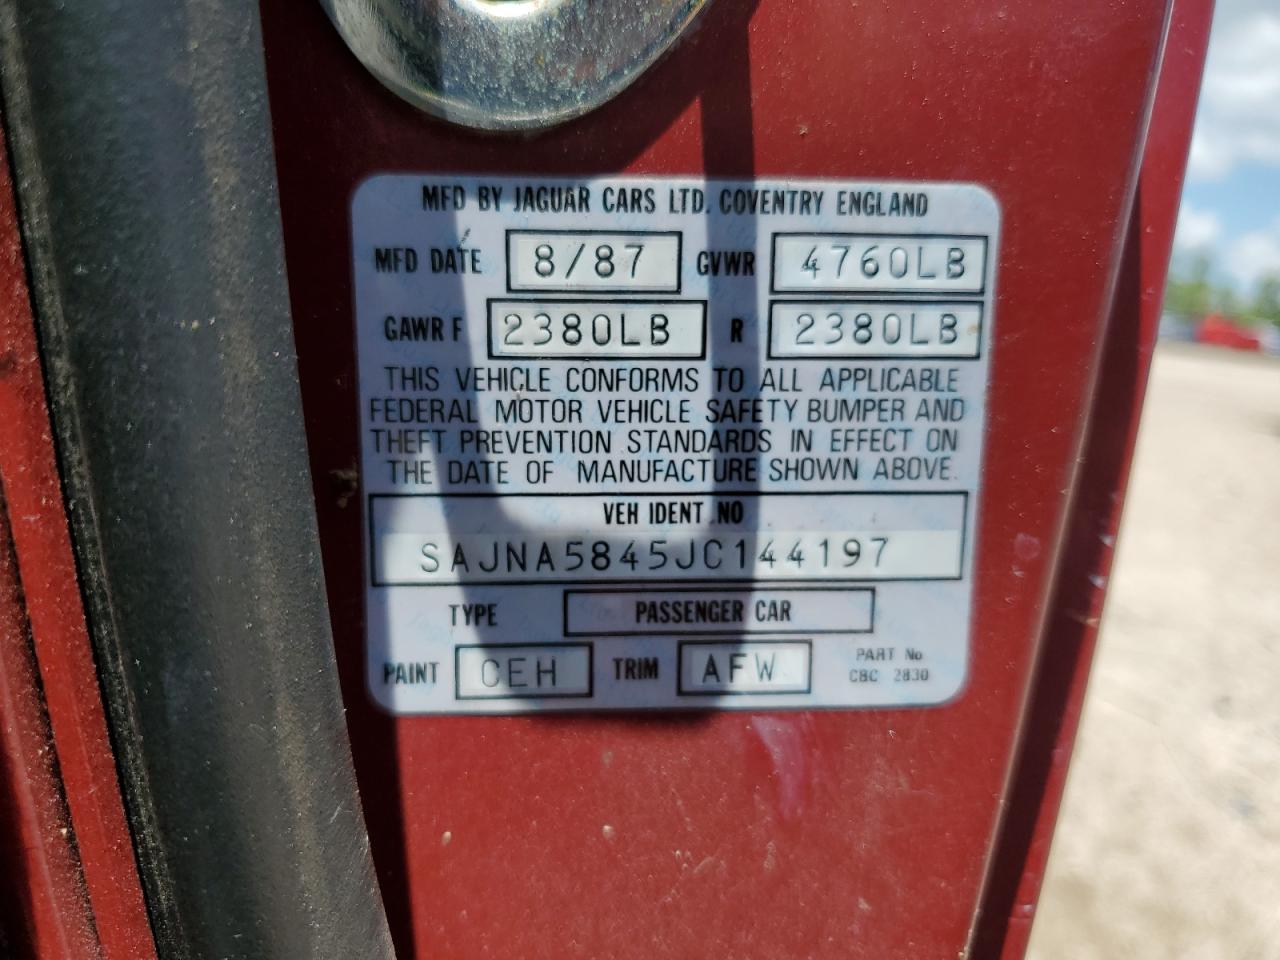 MFD BY JAGUAR CARS LTD. COVENTRY ENGLAND
MFD DATE 8/87 GVWR 4760LB
GAWR F 2380LB R 2380LB
THIS VEHICLE CONFORMS TO ALL APPLICABLE
FEDERAL MOTOR VEHICLE SAFETY BUMPER AND
THEFT PREVENTION STANDARDS IN EFFECT ON
THE DATE OF MANUFACTURE SHOWN ABOVE.
VEH IDENT NO
SAJNA5845JC144197
TYPE PASSENGER CAR
PAINT CEH TRIM AFW PART No
CBC 2830